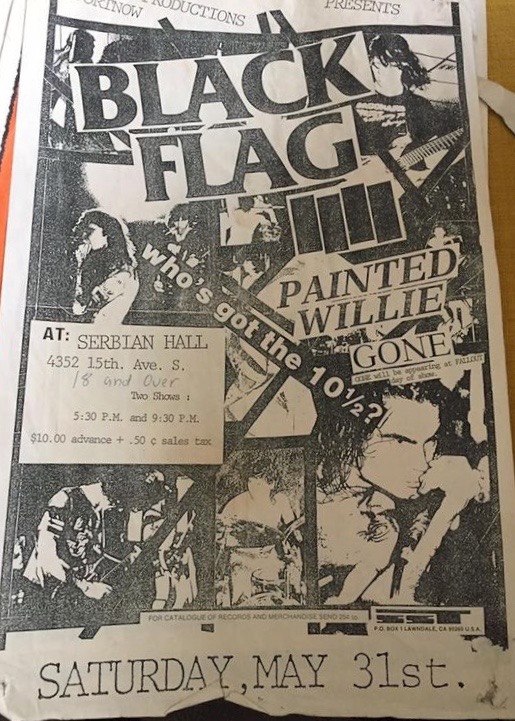 PRODUCTIONS PRESENTS
BLACK
FLAG
who's got the 10½?
PAINTED
WILLIE
GONE
GONE will be appearing at FALLOUT
day of show.
AT: SERBIAN HALL
4352 15th. Ave. S.
18 and Over
Two Shows :
5:30 P.M. and 9:30 P.M.
$10.00 advance + .50 ¢ sales tax
FOR CATALOGUE OF RECORDS AND MERCHANDISE SEND 25¢ to:
SST
P.O. BOX 1 LAWNDALE, CA 90260 U.S.A.
SATURDAY, MAY 31st.